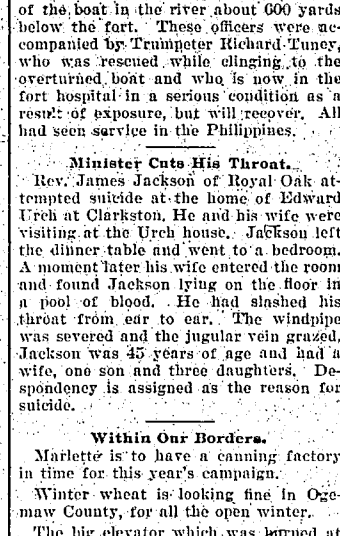 of the boat in the river about 600 yards
below the fort. These officers were ac-
companied by Trumpeter Richard Tuney,
who was rescued while clinging to the
overturned boat and who is now in the
fort hospital in a serious condition as a
result of exposure, but will recover. All
had seen service in the Philippines.
Minister Cuts His Throat.
Rev. James Jackson of Royal Oak at-
tempted suicide at the home of Edward
Urch at Clarkston. He and his wife were
visiting at the Urch house. Jackson left
the dinner table and went to a bedroom.
A moment later his wife entered the room
and found Jackson lying on the floor in
a pool of blood. He had slashed his
throat from ear to ear. The windpipe
was severed and the jugular vein grazed.
Jackson was 45 years of age and had a
wife, one son and three daughters. De-
spondency is assigned as the reason for
suicide.
Within Our Borders.
Marlette is to have a canning factory
in time for this year's campaign.
Winter wheat is looking fine in Oge-
maw County, for all the open winter.
The big elevator which was burned at